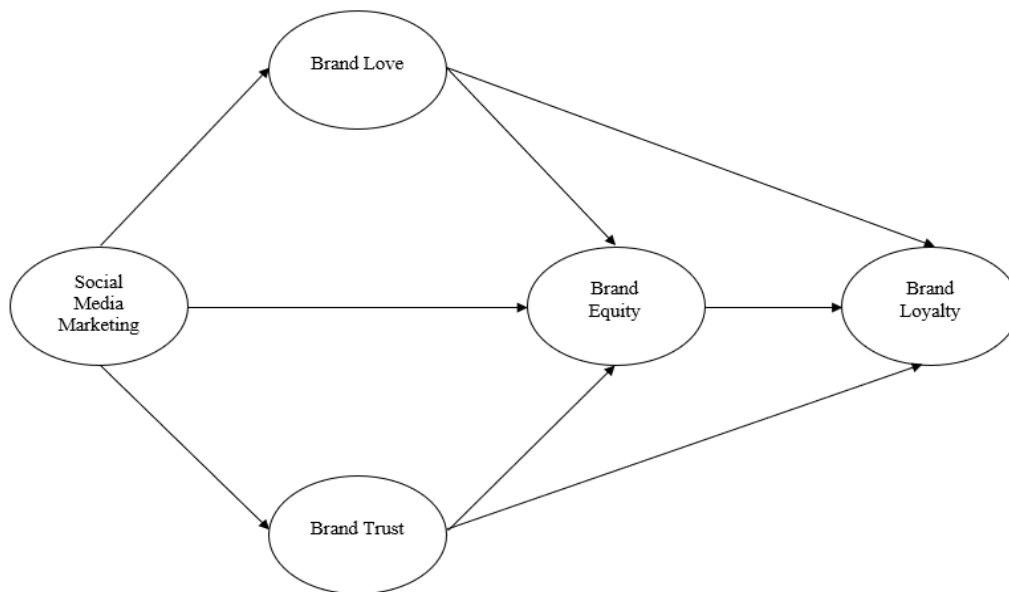 Brand Love
Social
Media
Marketing
Brand
Equity
Brand
Loyalty
Brand Trust